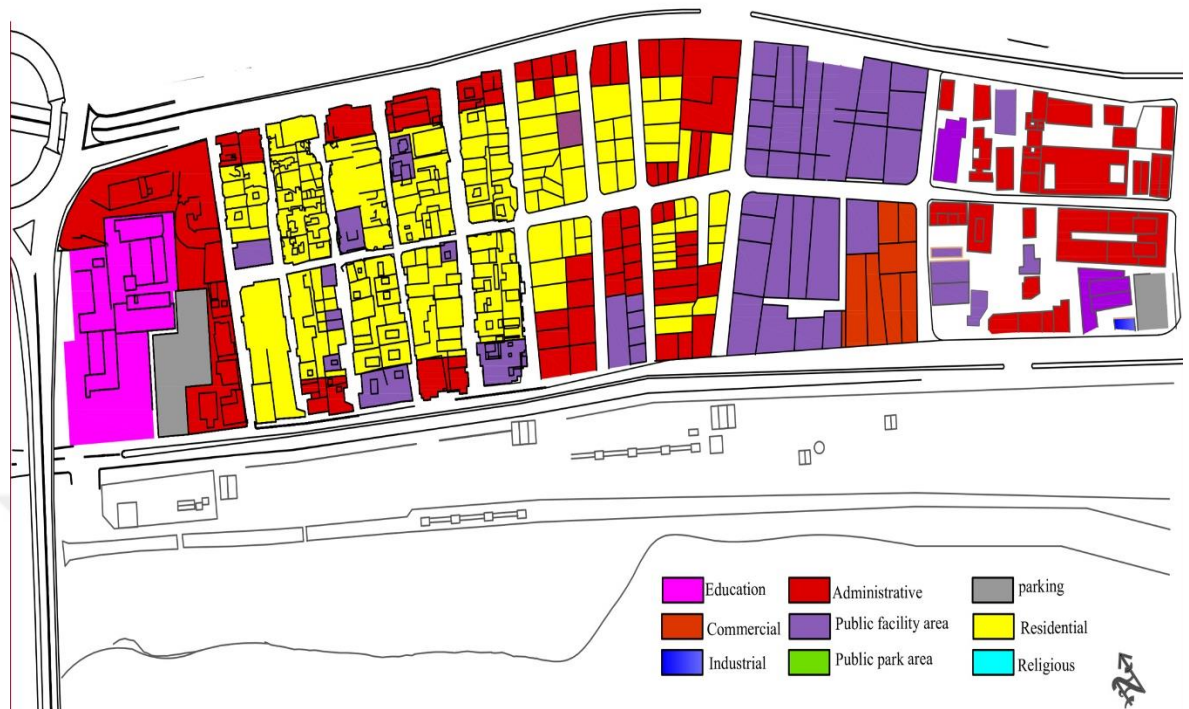 Education Administrative parking
Commercial Public facility area Residential
Industrial Public park area Religious